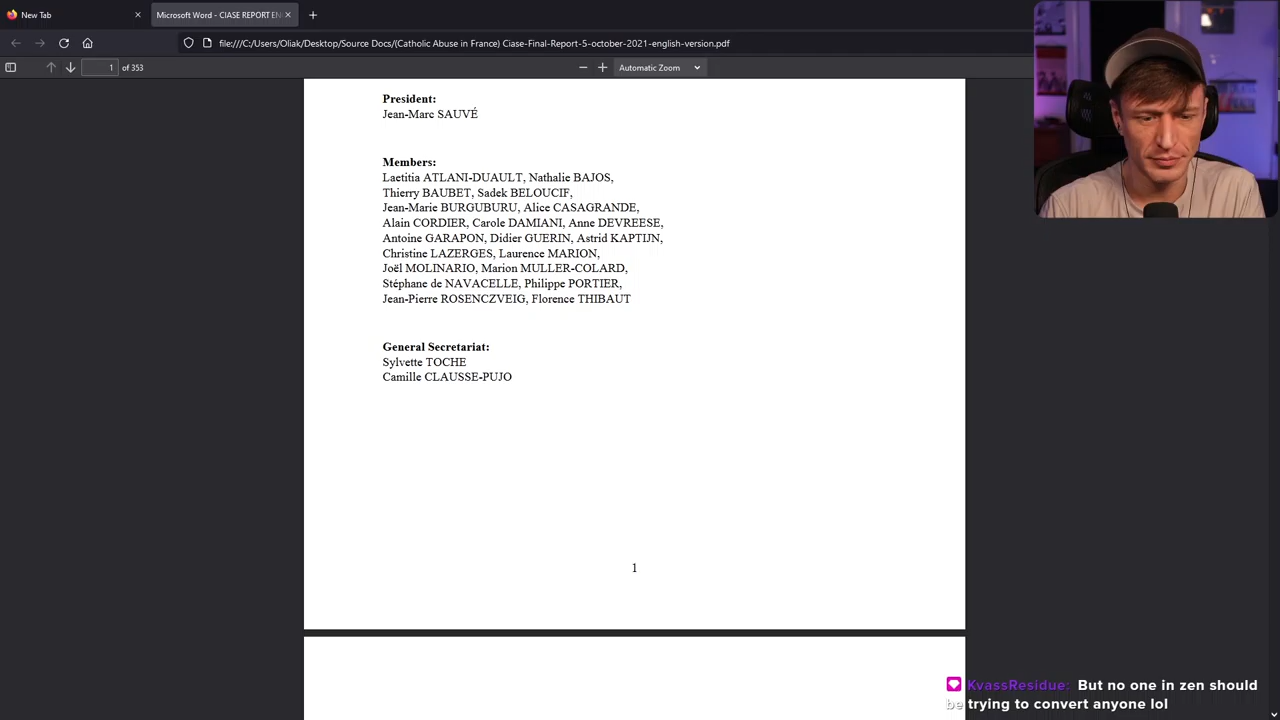 New Tab
Microsoft Word - CIASE REPORT EN
file:///C:/Users/Oliak/Desktop/Source Docs/(Catholic Abuse in France) Ciase-Final-Report-5-october-2021-english-version.pdf
1 of 353
Automatic Zoom
President:
Jean-Marc SAUVÉ
Members:
Laetitia ATLANI-DUAULT, Nathalie BAJOS,
Thierry BAUBET, Sadek BELOUCIF,
Jean-Marie BURGUBURU, Alice CASAGRANDE,
Alain CORDIER, Carole DAMIANI, Anne DEVREESE,
Antoine GARAPON, Didier GUERIN, Astrid KAPTIJN,
Christine LAZERGES, Laurence MARION,
Joël MOLINARIO, Marion MULLER-COLARD,
Stéphane de NAVACELLE, Philippe PORTIER,
Jean-Pierre ROSENCZVEIG, Florence THIBAUT
General Secretariat:
Sylvette TOCHE
Camille CLAUSSE-PUJO
1
KvassResidue: But no one in zen should
be trying to convert anyone lol